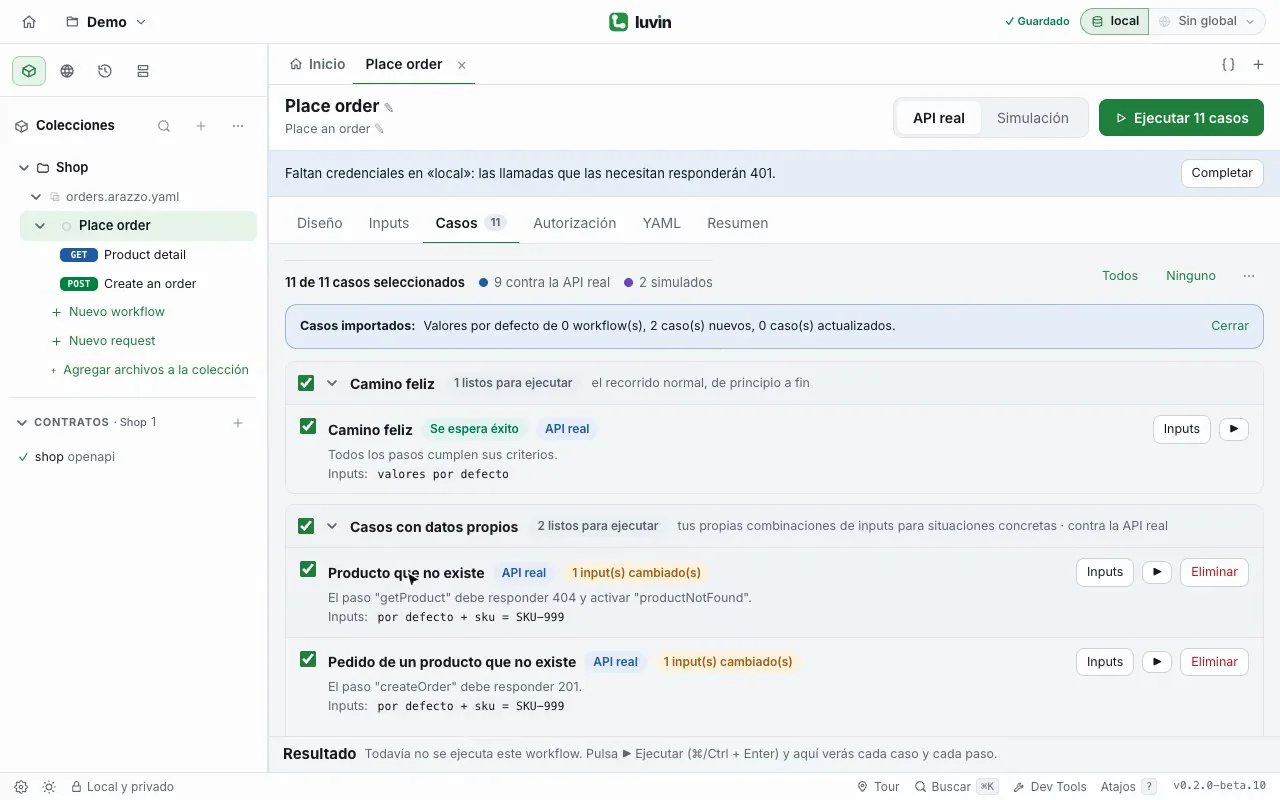 Demo
luvin
Guardado
local
Sin global
Inicio
Place order
Colecciones
Shop
orders.arazzo.yaml
Place order
GET Product detail
POST Create an order
+ Nuevo workflow
+ Nuevo request
+ Agregar archivos a la colección
CONTRATOS · Shop 1
shop openapi
Place order
Place an order
API real
Simulación
Ejecutar 11 casos
Faltan credenciales en «local»: las llamadas que las necesitan responderán 401.
Completar
Diseño
Inputs
Casos 11
Autorización
YAML
Resumen
11 de 11 casos seleccionados
9 contra la API real
2 simulados
Todos
Ninguno
Casos importados: Valores por defecto de 0 workflow(s), 2 caso(s) nuevos, 0 caso(s) actualizados.
Cerrar
Camino feliz 1 listos para ejecutar el recorrido normal, de principio a fin
Camino feliz Se espera éxito API real
Inputs
Todos los pasos cumplen sus criterios.
Inputs: valores por defecto
Casos con datos propios 2 listos para ejecutar tus propias combinaciones de inputs para situaciones concretas · contra la API real
Producto que no existe API real 1 input(s) cambiado(s)
Inputs
Eliminar
El paso "getProduct" debe responder 404 y activar "productNotFound".
Inputs: por defecto + sku = SKU-999
Pedido de un producto que no existe API real 1 input(s) cambiado(s)
Inputs
Eliminar
El paso "createOrder" debe responder 201.
Inputs: por defecto + sku = SKU-999
Resultado Todavía no se ejecuta este workflow. Pulsa ▶ Ejecutar (⌘/Ctrl + Enter) y aquí verás cada caso y cada paso.
Local y privado
Tour
Buscar ⌘K
Dev Tools
Atajos ?
v0.2.0-beta.10